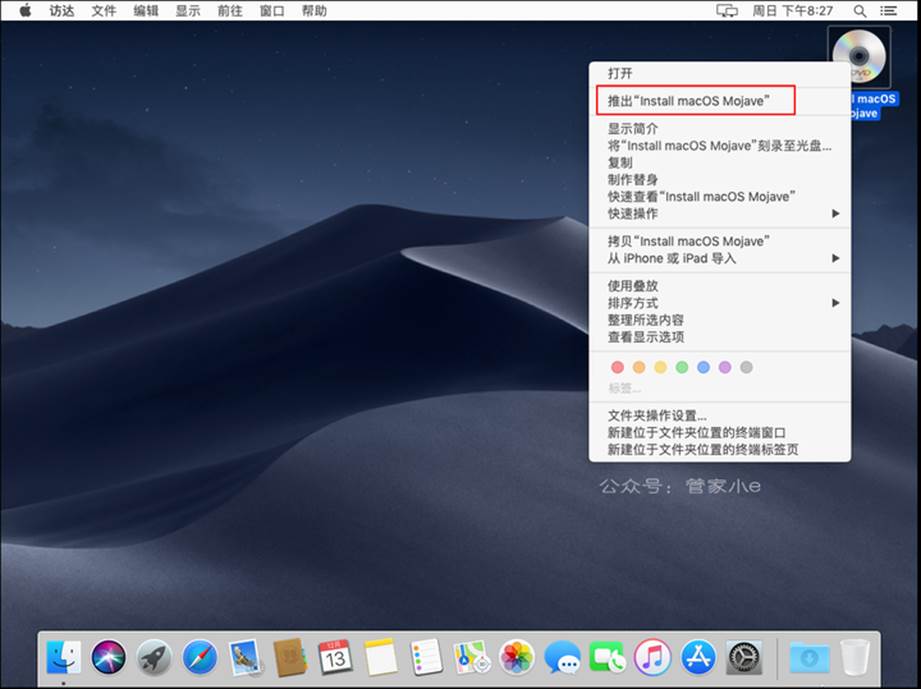 访达 文件 编辑 显示 前往 窗口 帮助 周日 下午8:27
DVD
l macOS
ojave
打开
推出“Install macOS Mojave”
显示简介
将“Install macOS Mojave”刻录至光盘...
复制
制作替身
快速查看“Install macOS Mojave”
快速操作
拷贝“Install macOS Mojave”
从 iPhone 或 iPad 导入
使用叠放
排序方式
整理所选内容
查看显示选项
标签...
文件夹操作设置...
新建位于文件夹位置的终端窗口
新建位于文件夹位置的终端标签页
公众号：管家小e
12月
13